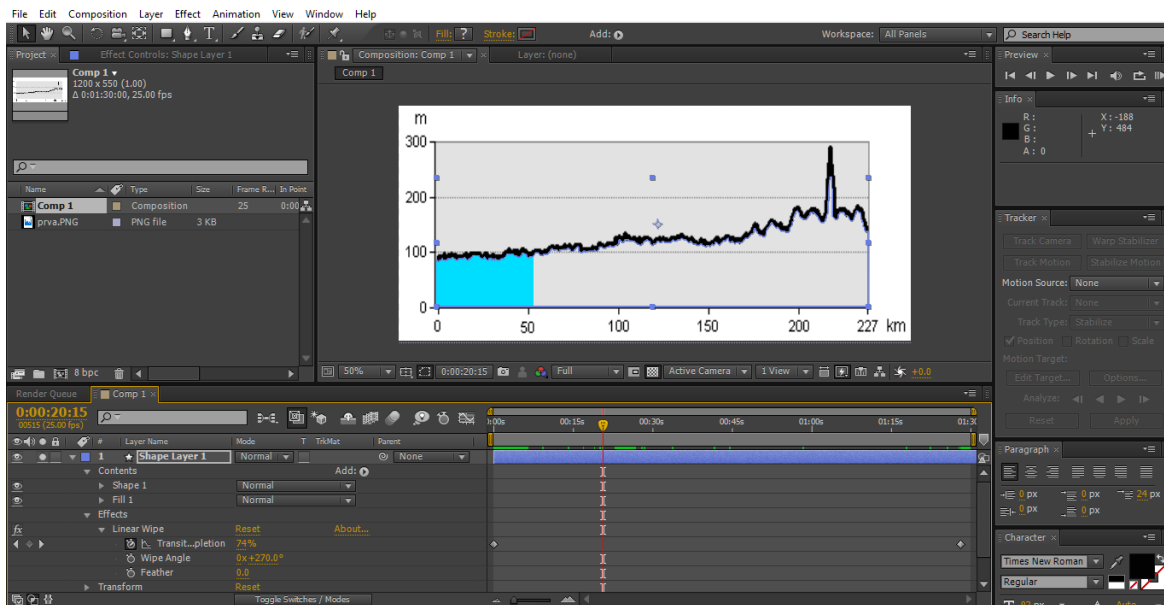 File Edit Composition Layer Effect Animation View Window Help
Fill: ? Stroke: Add: Workspace: All Panels Search Help
Project × Effect Controls: Shape Layer 1 Composition: Comp 1 × Layer: (none) Preview ×
Comp 1
1200 x 550 (1.00)
Δ 0:01:30:00, 25.00 fps
Comp 1
Info ×
R :
G :
B :
A : 0
X : -188
Y : 484
Name Type Size Frame R... In Point
Comp 1 Composition 25 0:00
prva.PNG PNG file 3 KB
m
300
200
100
0
0 50 100 150 200 227 km
Tracker ×
Track Camera Warp Stabilizer
Track Motion Stabilize Motion
Motion Source: None
Current Track: None
Track Type: Stabilize
Position Rotation Scale
Motion Target:
Edit Target... Options...
Analyze:
Reset Apply
8 bpc
50% 0:00:20:15 Full Active Camera 1 View +0.0
Render Queue Comp 1 ×
0:00:20:15
00515 (25.00 fps)
):00s 00:15s 00:30s 00:45s 01:00s 01:15s 01:30
# Layer Name Mode T TrkMat Parent
1 Shape Layer 1 Normal None
Contents Add:
Shape 1 Normal
Fill 1 Normal
Effects
fx Linear Wipe Reset About...
Transit...pletion 74%
Wipe Angle 0x+270.0°
Feather 0.0
Transform Reset
Toggle Switches / Modes
Paragraph ×
0 px 0 px 24 px
0 px 0 px
Character ×
Times New Roman
Regular